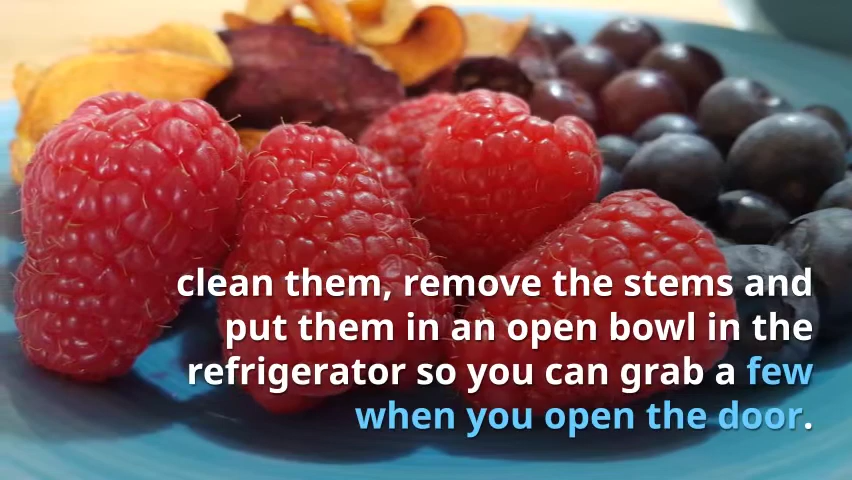 clean them, remove the stems and
put them in an open bowl in the
refrigerator so you can grab a few
when you open the door.